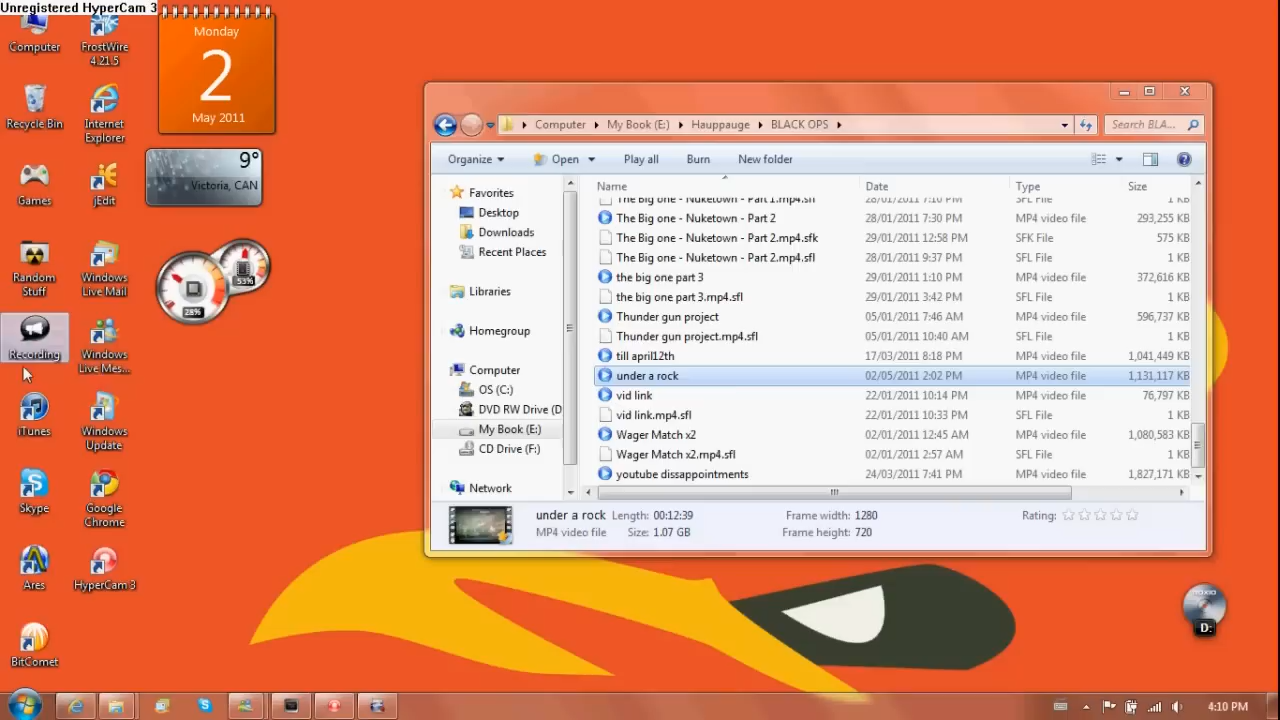 Unregistered HyperCam 3
Computer
FrostWire 4.21.5
Recycle Bin
Internet Explorer
Games
jEdit
Random Stuff
Windows Live Mail
Recording
Windows Live Mes...
iTunes
Windows Update
Skype
Google Chrome
Ares
HyperCam 3
BitComet
Monday
2
May 2011
9°
Victoria, CAN
53%
28%
Computer My Book (E:) Hauppauge BLACK OPS
Search BLA...
Organize Open Play all Burn New folder
Favorites
Desktop
Downloads
Recent Places
Libraries
Homegroup
Computer
OS (C:)
DVD RW Drive (D
My Book (E:)
CD Drive (F:)
Network
Name Date Type Size
The Big one - Nuketown - Part 1.mp4.sfl 28/01/2011 7:10 PM SFL File 1 KB
The Big one - Nuketown - Part 2 28/01/2011 7:30 PM MP4 video file 293,255 KB
The Big one - Nuketown - Part 2.mp4.sfk 29/01/2011 12:58 PM SFK File 575 KB
The Big one - Nuketown - Part 2.mp4.sfl 28/01/2011 9:37 PM SFL File 1 KB
the big one part 3 29/01/2011 1:10 PM MP4 video file 372,616 KB
the big one part 3.mp4.sfl 29/01/2011 3:42 PM SFL File 1 KB
Thunder gun project 05/01/2011 7:46 AM MP4 video file 596,737 KB
Thunder gun project.mp4.sfl 05/01/2011 10:40 AM SFL File 1 KB
till april12th 17/03/2011 8:18 PM MP4 video file 1,041,449 KB
under a rock 02/05/2011 2:02 PM MP4 video file 1,131,117 KB
vid link 22/01/2011 10:14 PM MP4 video file 76,797 KB
vid link.mp4.sfl 22/01/2011 10:33 PM SFL File 1 KB
Wager Match x2 02/01/2011 12:45 AM MP4 video file 1,080,583 KB
Wager Match x2.mp4.sfl 02/01/2011 2:57 AM SFL File 1 KB
youtube dissappointments 24/03/2011 7:41 PM MP4 video file 1,827,171 KB
under a rock Length: 00:12:39 Frame width: 1280 Rating:
MP4 video file Size: 1.07 GB Frame height: 720
ROXIO
D:
4:10 PM